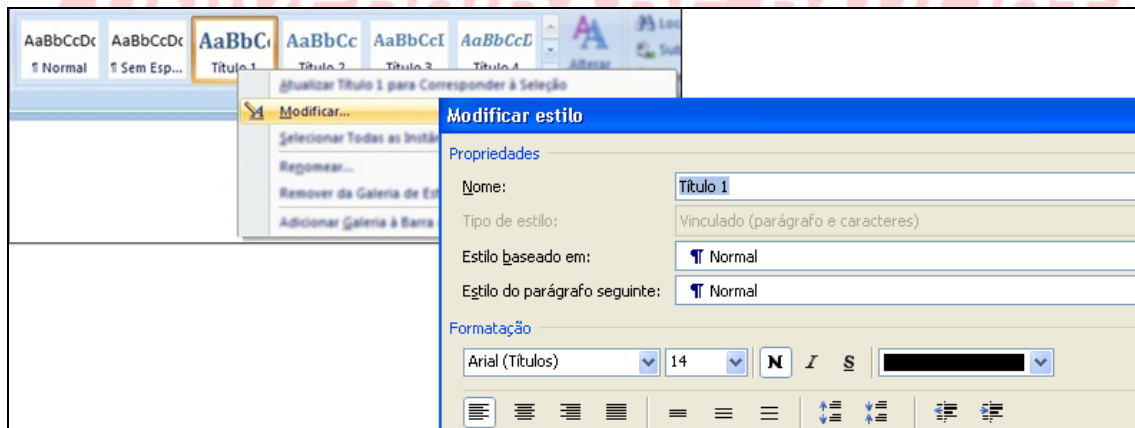 AaBbCcDc AaBbCcDc AaBbC AaBbCc AaBbCcI AaBbCcD
¶ Normal ¶ Sem Esp... Título 1 Título 2 Título 3 Título 4 Alterar
Atualizar Título 1 para Corresponder à Seleção
Modificar...
Selecionar Todas as
Renomear...
Remover da Galeria de
Adicionar Galeria à Barra
Modificar estilo
Propriedades
Nome: Título 1
Tipo de estilo: Vinculado (parágrafo e caracteres)
Estilo baseado em: ¶ Normal
Estilo do parágrafo seguinte: ¶ Normal
Formatação
Arial (Títulos) 14 N I S